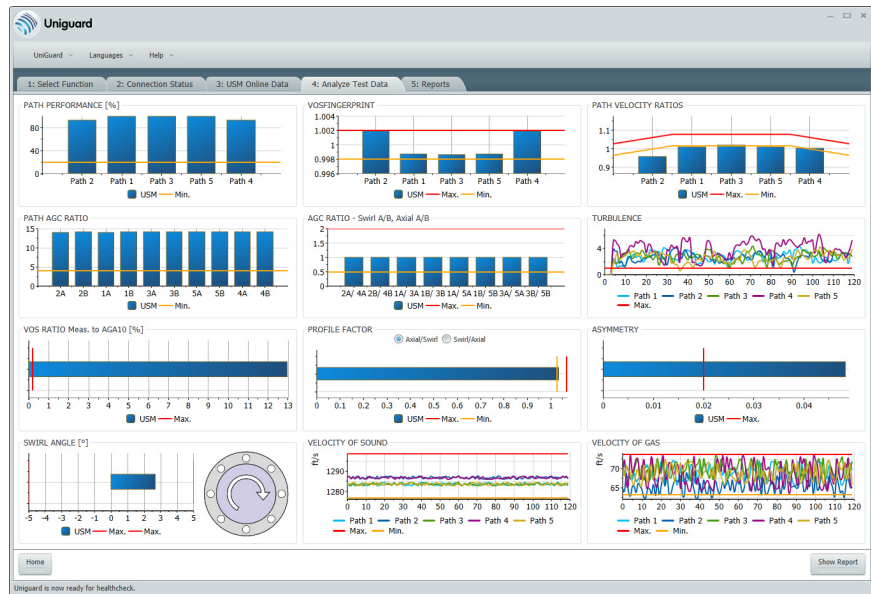 Uniguard
UniGuard Languages Help
1: Select Function 2: Connection Status 3: USM Online Data 4: Analyze Test Data 5: Reports
PATH PERFORMANCE [%]
80
40
0
Path 2 Path 1 Path 3 Path 5 Path 4
USM Min.
VOSFINGERPRINT
1.004
1.002
1
0.998
0.996
Path 2 Path 1 Path 3 Path 5 Path 4
USM Max. Min.
PATH VELOCITY RATIOS
1.1
1
0.9
Path 2 Path 1 Path 3 Path 5 Path 4
USM Max. Min.
PATH AGC RATIO
15
10
5
0
2A 2B 1A 1B 3A 3B 5A 5B 4A 4B
USM Min.
AGC RATIO - Swirl A/B, Axial A/B
2
1.5
1
0.5
0
2A/ 4A 2B/ 4B 1A/ 3A 1B/ 3B 1A/ 5A 1B/ 5B 3A/ 5A 3B/ 5B
USM Max. Min.
TURBULENCE
4
0
10 20 30 40 50 60 70 80 90 100 110 120
Path 1 Path 2 Path 3 Path 4 Path 5
Max.
VOS RATIO Meas. to AGA10 [%]
0 1 2 3 4 5 6 7 8 9 10 11 12 13
USM Max.
PROFILE FACTOR
Axial/Swirl Swirl/Axial
0 0.1 0.2 0.3 0.4 0.5 0.6 0.7 0.8 0.9 1
USM Max. Min.
ASYMMETRY
0 0.01 0.02 0.03 0.04
USM Max.
SWIRL ANGLE [º]
-5 -4 -3 -2 -1 0 1 2 3 4 5
USM Max. Max.
VELOCITY OF SOUND
ft/s
1290
1280
0 10 20 30 40 50 60 70 80 90 100 110 120
Path 1 Path 2 Path 3 Path 4 Path 5
Max. Min.
VELOCITY OF GAS
ft/s
70
65
0 10 20 30 40 50 60 70 80 90 100 110 120
Path 1 Path 2 Path 3 Path 4 Path 5
Max. Min.
Home
Show Report
Uniguard is now ready for healthcheck.